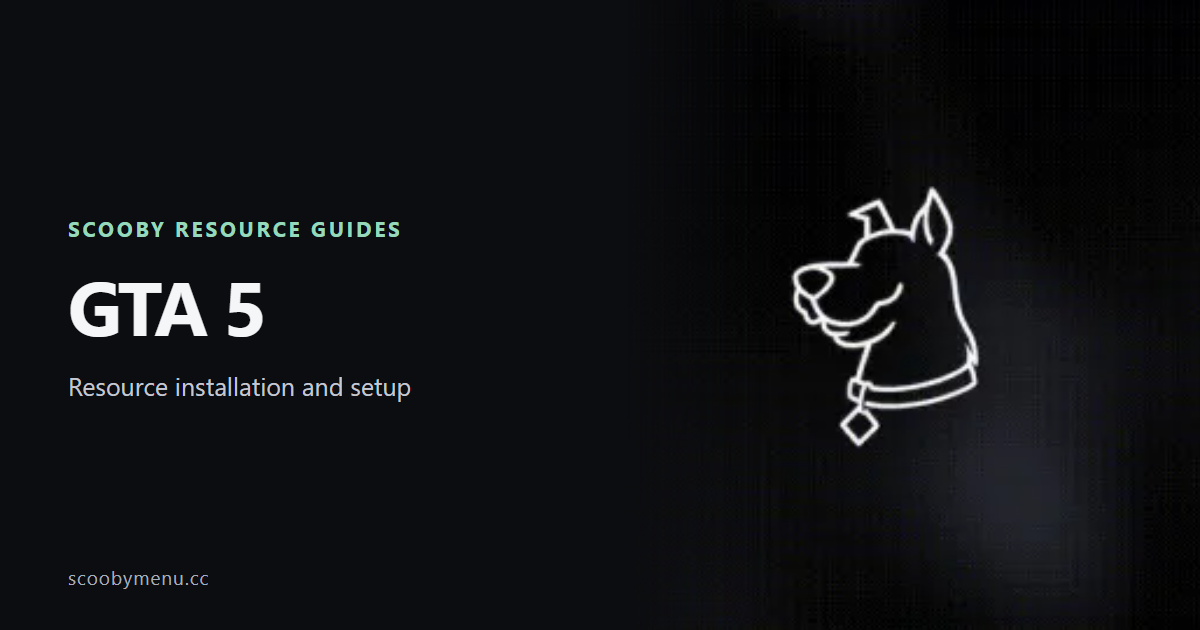 SCOOBY RESOURCE GUIDES
GTA 5
Resource installation and setup
scoobymenu.cc